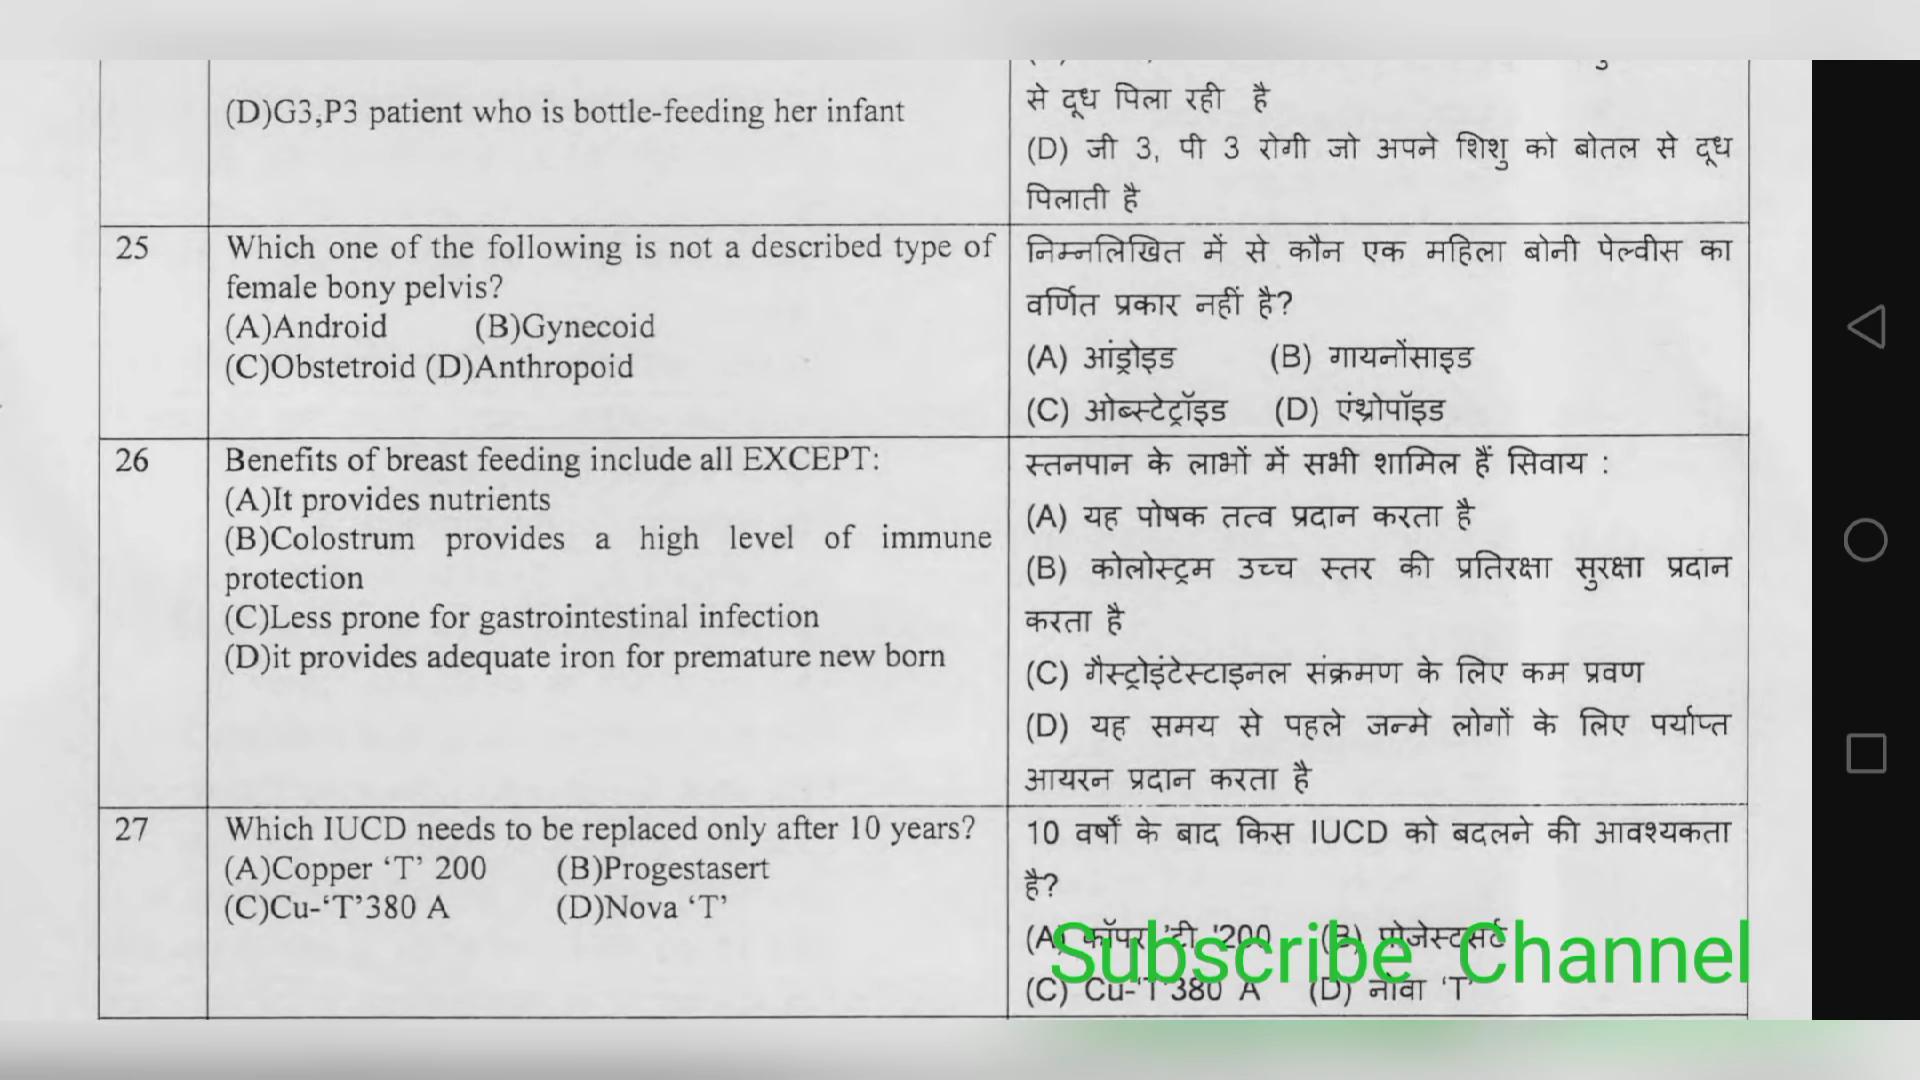 (D)G3,P3 patient who is bottle-feeding her infant
से दूध पिला रही है
(D) जी 3, पी 3 रोगी जो अपने शिशु को बोतल से दूध
पिलाती है
25
Which one of the following is not a described type of
female bony pelvis?
(A)Android (B)Gynecoid
(C)Obstetroid (D)Anthropoid
निम्नलिखित में से कौन एक महिला बोनी पेल्वीस का
वर्णित प्रकार नहीं है?
(A) आंड्रोइड (B) गायनोंसाइड
(C) ओब्स्टेट्रॉइड (D) एंथ्रोपॉइड
26
Benefits of breast feeding include all EXCEPT:
(A)It provides nutrients
(B)Colostrum provides a high level of immune
protection
(C)Less prone for gastrointestinal infection
(D)it provides adequate iron for premature new born
स्तनपान के लाभों में सभी शामिल हैं सिवाय :
(A) यह पोषक तत्व प्रदान करता है
(B) कोलोस्ट्रम उच्च स्तर की प्रतिरक्षा सुरक्षा प्रदान
करता है
(C) गैस्ट्रोइंटेस्टाइनल संक्रमण के लिए कम प्रवण
(D) यह समय से पहले जन्मे लोगों के लिए पर्याप्त
आयरन प्रदान करता है
27
Which IUCD needs to be replaced only after 10 years?
(A)Copper ‘T’ 200 (B)Progestasert
(C)Cu-‘T’380 A (D)Nova ‘T’
10 वर्षों के बाद किस IUCD को बदलने की आवश्यकता
है?
(A) कॉपर 'टी '200 (B)
(C) Cu-'T'380 A (D) नोवा ‘T’
Subscribe Channel